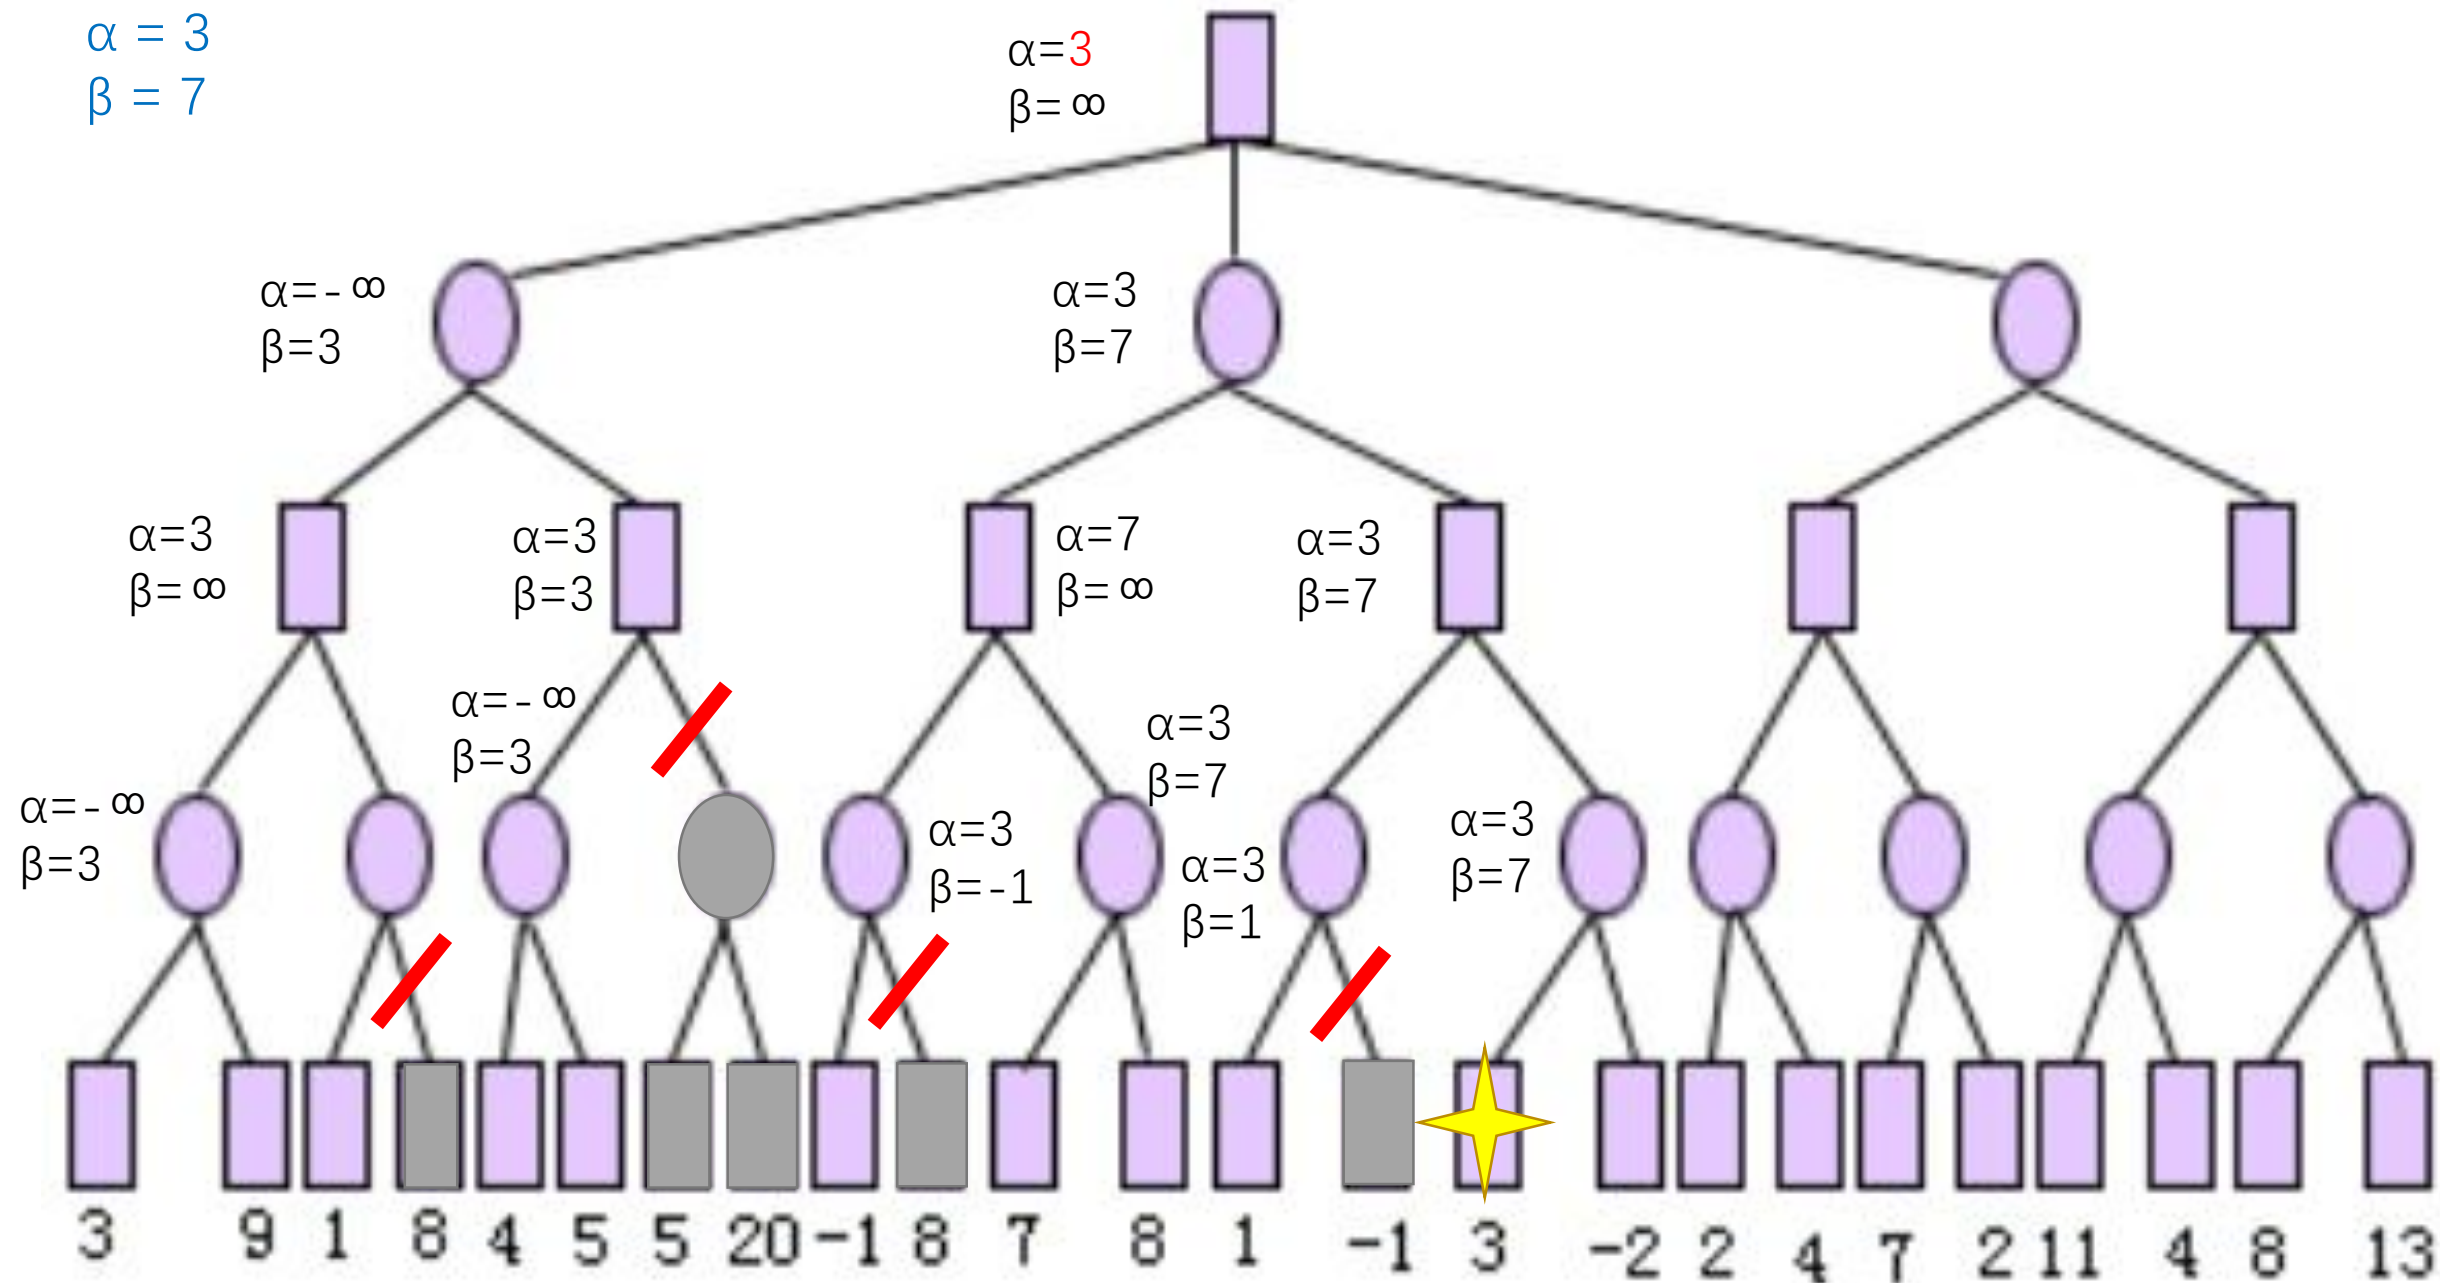 α = 3
β = 7
α=3
β=∞
α=-∞
β=3
α=3
β=7
α=3
β=∞
α=3
β=3
α=7
β=∞
α=3
β=7
α=-∞
β=3
α=3
β=7
α=-∞
β=3
α=3
β=-1
α=3
β=1
α=3
β=7
3 9 1 8 4 5 5 20 -1 8 7 8 1 -1 3 -2 2 4 7 2 11 4 8 13